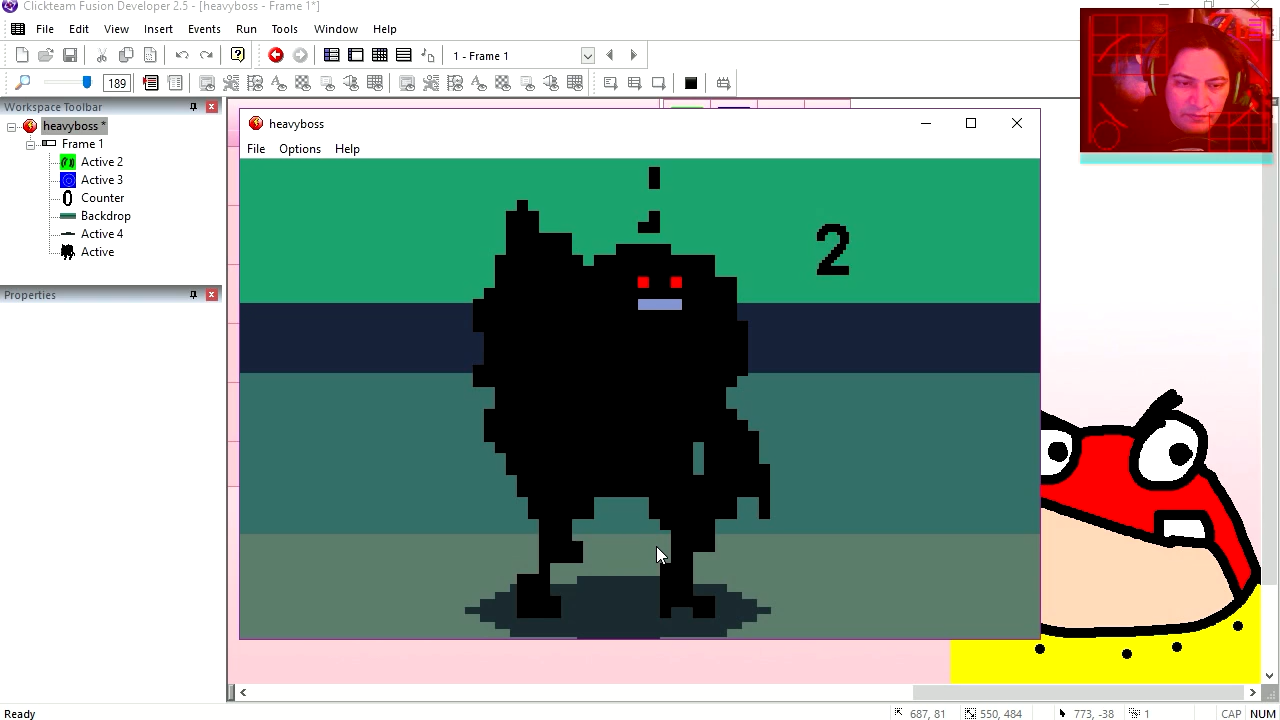 Clickteam Fusion Developer 2.5 - [heavyboss - Frame 1*]
File Edit View Insert Events Run Tools Window Help
1 - Frame 1
189
Workspace Toolbar
heavyboss *
Frame 1
Active 2
Active 3
Counter
Backdrop
Active 4
Active
Properties
heavyboss
File Options Help
2
Ready
687, 81
550, 484
773, -38
1
CAP
NUM